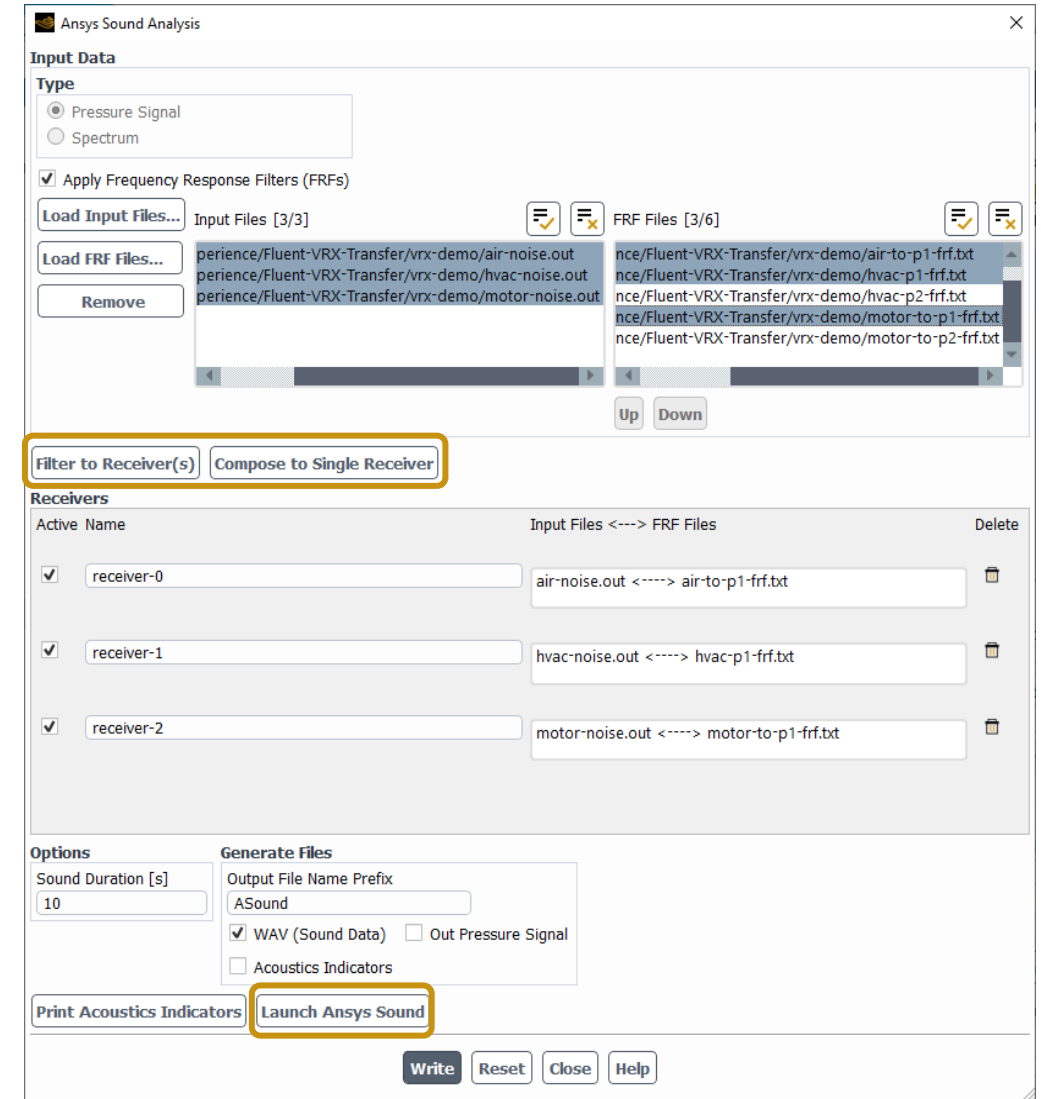 Ansys Sound Analysis
Input Data
Type
Pressure Signal
Spectrum
Apply Frequency Response Filters (FRFs)
Load Input Files... Input Files [3/3] FRF Files [3/6]
Load FRF Files...
Remove
perience/Fluent-VRX-Transfer/vrx-demo/air-noise.out
perience/Fluent-VRX-Transfer/vrx-demo/hvac-noise.out
perience/Fluent-VRX-Transfer/vrx-demo/motor-noise.out
nce/Fluent-VRX-Transfer/vrx-demo/air-to-p1-frf.txt
nce/Fluent-VRX-Transfer/vrx-demo/hvac-p1-frf.txt
nce/Fluent-VRX-Transfer/vrx-demo/hvac-p2-frf.txt
nce/Fluent-VRX-Transfer/vrx-demo/motor-to-p1-frf.txt
nce/Fluent-VRX-Transfer/vrx-demo/motor-to-p2-frf.txt
Up Down
Filter to Receiver(s) Compose to Single Receiver
Receivers
Active Name Input Files <---> FRF Files Delete
receiver-0 air-noise.out <----> air-to-p1-frf.txt
receiver-1 hvac-noise.out <----> hvac-p1-frf.txt
receiver-2 motor-noise.out <----> motor-to-p1-frf.txt
Options Generate Files
Sound Duration [s] Output File Name Prefix
10 ASound
WAV (Sound Data) Out Pressure Signal
Acoustics Indicators
Print Acoustics Indicators Launch Ansys Sound
Write Reset Close Help